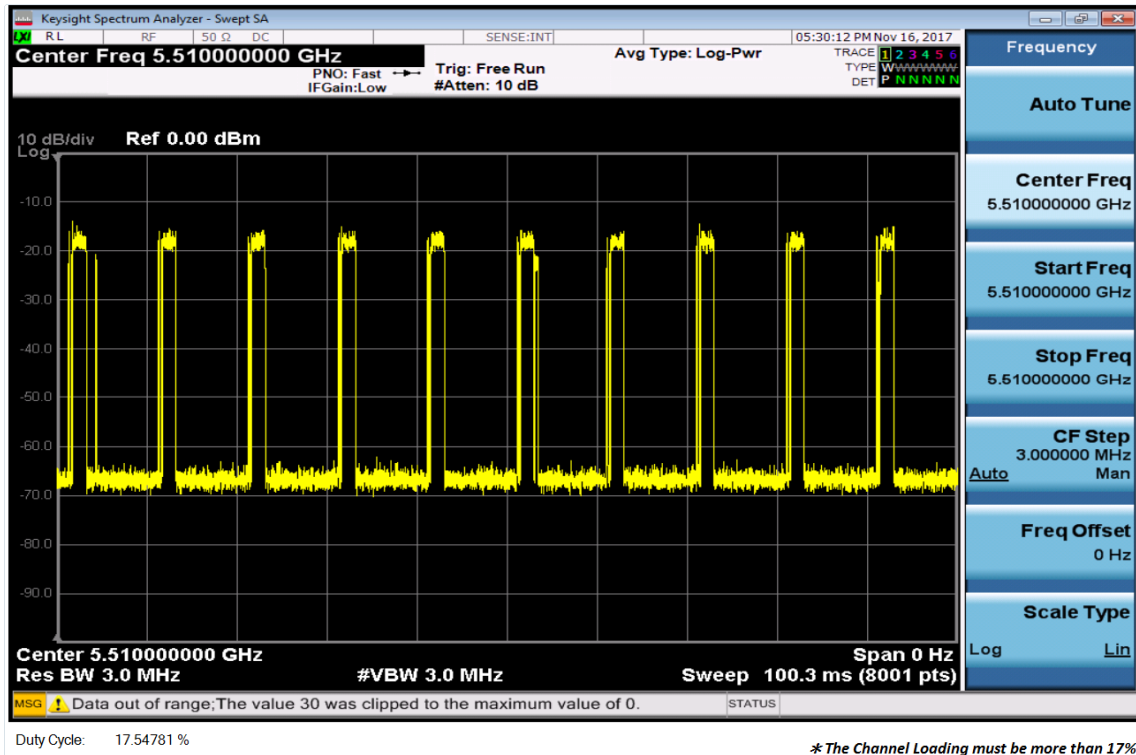 Keysight Spectrum Analyzer - Swept SA
LXI RL RF 50 Ω DC SENSE:INT 05:30:12 PM Nov 16, 2017
Center Freq 5.510000000 GHz
PNO: Fast
IFGain:Low
Trig: Free Run
#Atten: 10 dB
Avg Type: Log-Pwr
TRACE 1 2 3 4 5 6
TYPE WWWWWW
DET P N N N N N
10 dB/div
Log
Ref 0.00 dBm
-10.0
-20.0
-30.0
-40.0
-50.0
-60.0
-70.0
-80.0
-90.0
Center 5.510000000 GHz
Res BW 3.0 MHz
#VBW 3.0 MHz
Span 0 Hz
Sweep 100.3 ms (8001 pts)
MSG Data out of range;The value 30 was clipped to the maximum value of 0.
STATUS
Frequency
Auto Tune
Center Freq
5.510000000 GHz
Start Freq
5.510000000 GHz
Stop Freq
5.510000000 GHz
CF Step
3.000000 MHz
Auto Man
Freq Offset
0 Hz
Scale Type
Log Lin
Duty Cycle: 17.54781 %
* The Channel Loading must be more than 17%